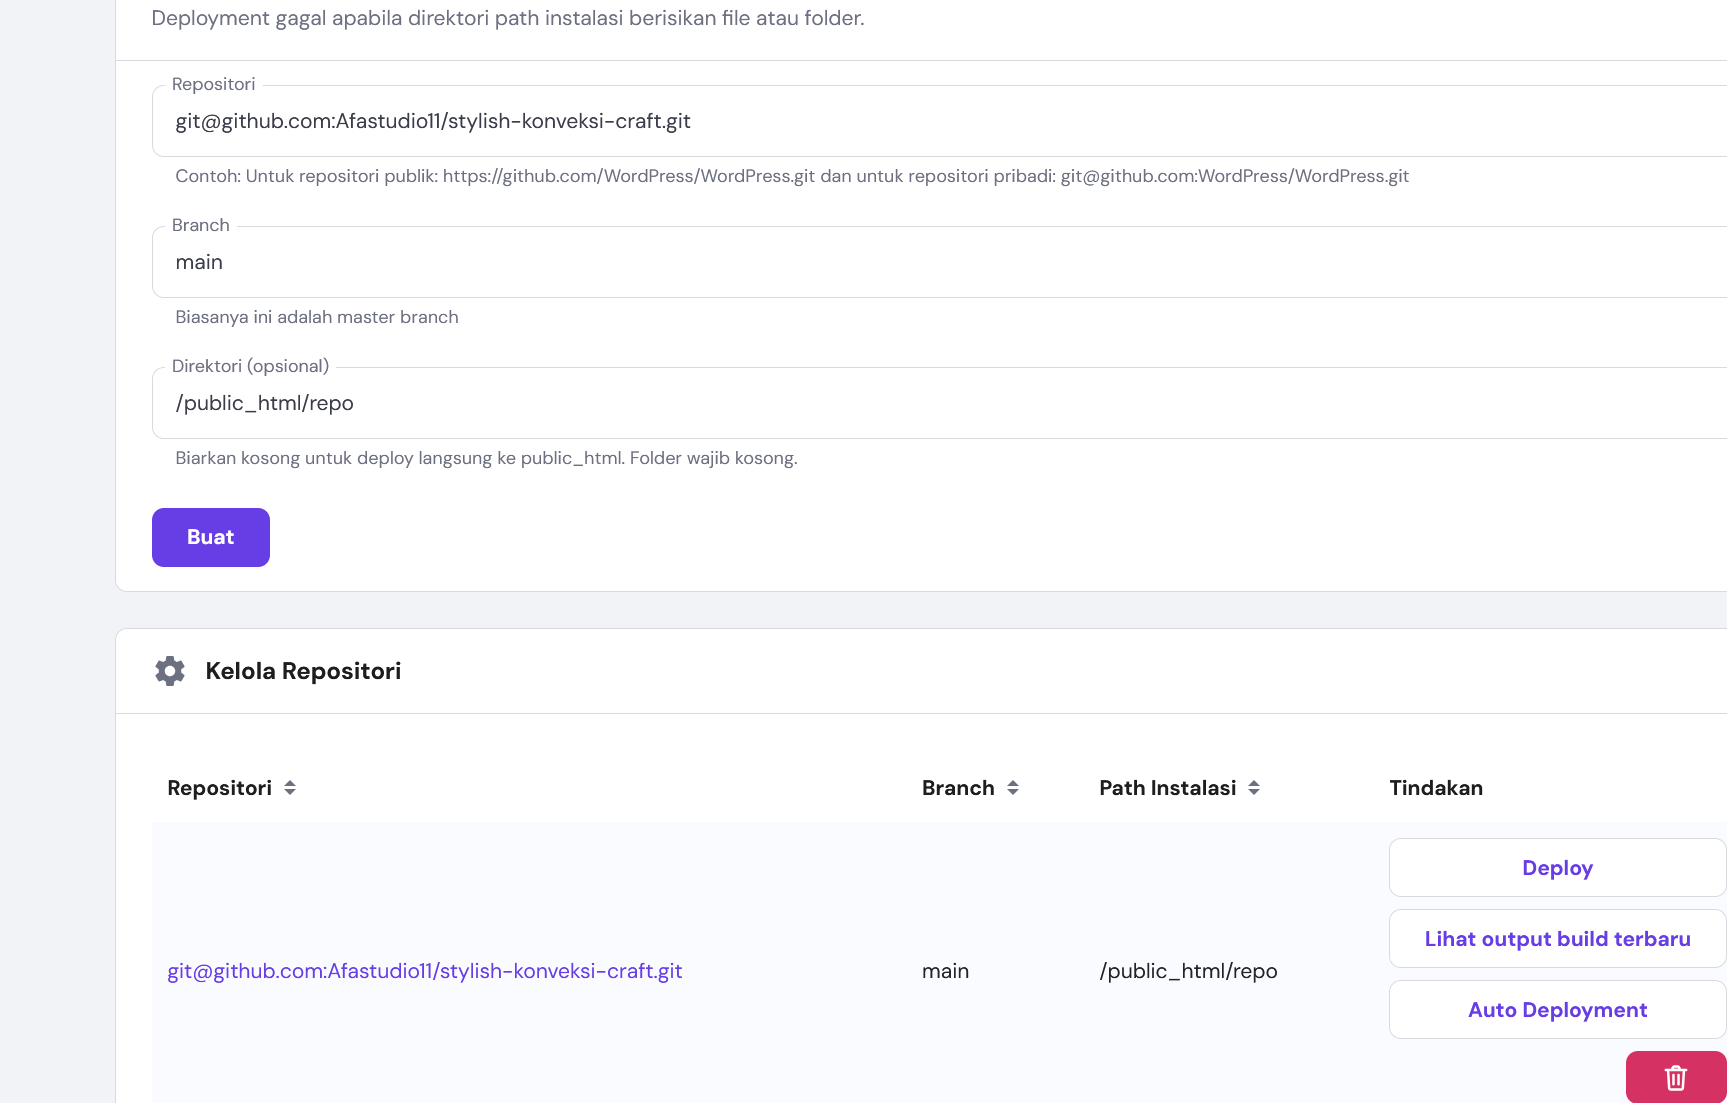 Deployment gagal apabila direktori path instalasi berisikan file atau folder.
Repositori
git@github.com:Afastudio11/stylish-konveksi-craft.git
Contoh: Untuk repositori publik: https://github.com/WordPress/WordPress.git dan untuk repositori pribadi: git@github.com:WordPress/WordPress.git
Branch
main
Biasanya ini adalah master branch
Direktori (opsional)
/public_html/repo
Biarkan kosong untuk deploy langsung ke public_html. Folder wajib kosong.
Buat
Kelola Repositori
Repositori Branch Path Instalasi Tindakan
Deploy
Lihat output build terbaru
git@github.com:Afastudio11/stylish-konveksi-craft.git main /public_html/repo
Auto Deployment